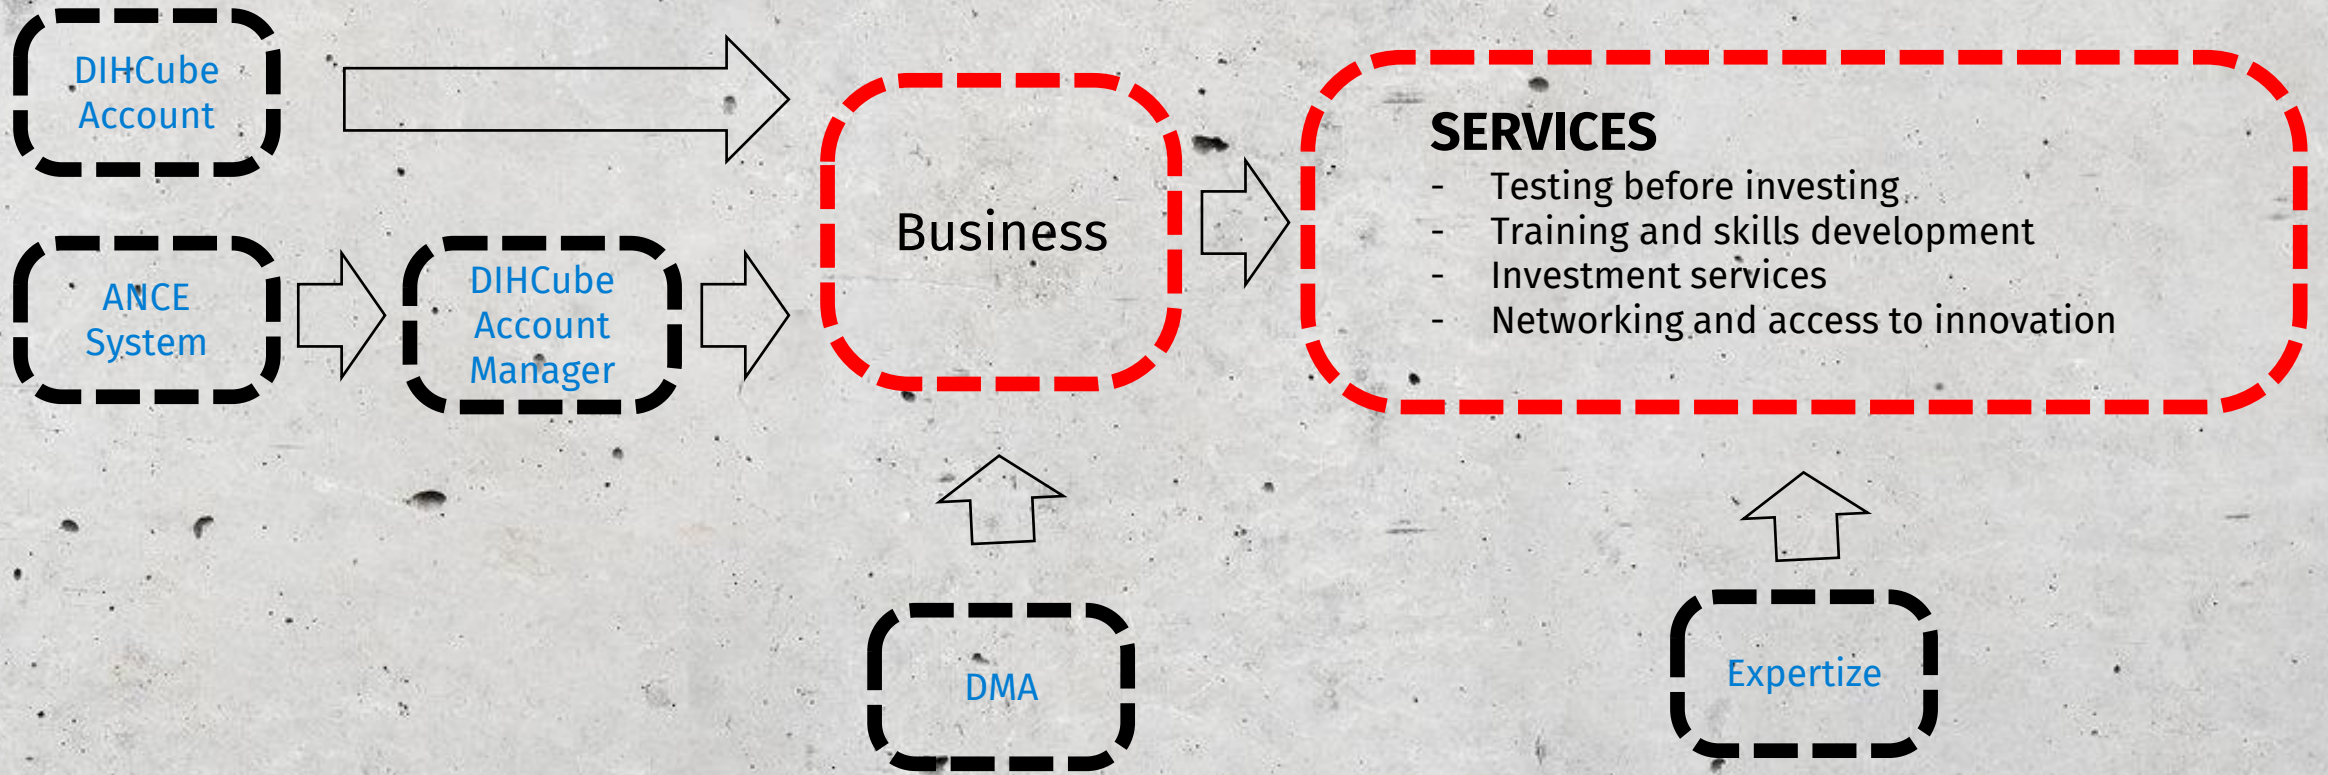 DIHCube
Account
ANCE
System
DIHCube
Account
Manager
Business
SERVICES
- Testing before investing
- Training and skills development
- Investment services
- Networking and access to innovation
DMA
Expertize